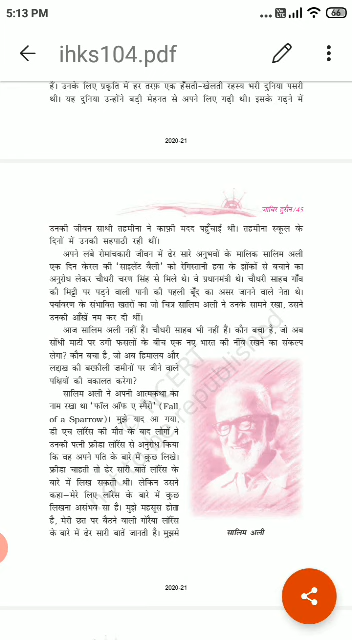 5:13 PM
66
ihks104.pdf
हैं। उनके लिए प्रकृति में हर तरफ़ एक हँसती-खेलती रहस्य भरी दुनिया पसरी
थी। यह दुनिया उन्होंने बड़ी मेहनत से अपने लिए गढ़ी थी। इसके गढ़ने में
2020-21
जाबिर हुसैन/45
उनकी जीवन साथी तहमीना ने काफ़ी मदद पहुँचाई थी। तहमीना स्कूल के
दिनों में उनकी सहपाठी रही थीं।
अपने लंबे रोमांचकारी जीवन में ढेर सारे अनुभवों के मालिक सालिम अली
एक दिन केरल की 'साइलेंट वैली' को रेगिस्तानी हवा के झोंकों से बचाने का
अनुरोध लेकर चौधरी चरण सिंह से मिले थे। वे प्रधानमंत्री थे। चौधरी साहब गाँव
की मिट्टी पर पड़ने वाली पानी की पहली बूँद का असर जानने वाले नेता थे।
पर्यावरण के संभावित खतरों का जो चित्र सालिम अली ने उनके सामने रखा, उसने
उनकी आँखें नम कर दी थीं।
आज सालिम अली नहीं हैं। चौधरी साहब भी नहीं हैं। कौन बचा है, जो अब
सोंधी माटी पर उगी फसलों के बीच एक नए भारत की नींव रखने का संकल्प
लेगा? कौन बचा है, जो अब हिमालय और
लद्दाख की बरफ़ीली ज़मीनों पर जीने वाले
पक्षियों की वकालत करेगा?
सालिम अली ने अपनी आत्मकथा का
नाम रखा था 'फॉल ऑफ ए स्पैरो' (Fall
of a Sparrow)। मुझे याद आ गया,
डी एच लॉरेंस की मौत के बाद लोगों ने
उनकी पत्नी फ्रीडा लॉरेंस से अनुरोध किया
कि वह अपने पति के बारे में कुछ लिखे।
फ्रीडा चाहती तो ढेर सारी बातें लॉरेंस के
बारे में लिख सकती थी। लेकिन उसने
कहा-मेरे लिए लॉरेंस के बारे में कुछ
लिखना असंभव सा है। मुझे महसूस होता
है, मेरी छत पर बैठने वाली गोरैया लॉरेंस
के बारे में ढेर सारी बातें जानती है। मुझसे
सालिम अली
2020-21